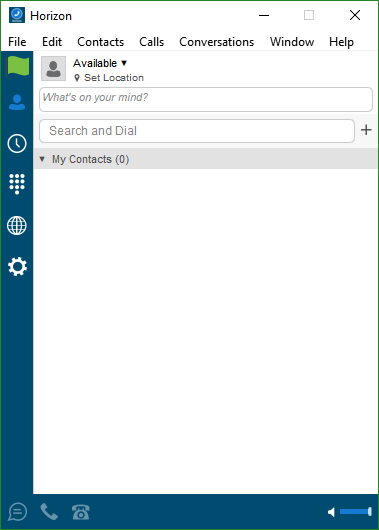 Horizon
File Edit Contacts Calls Conversations Window Help
Available
Set Location
What's on your mind?
Search and Dial
My Contacts (0)